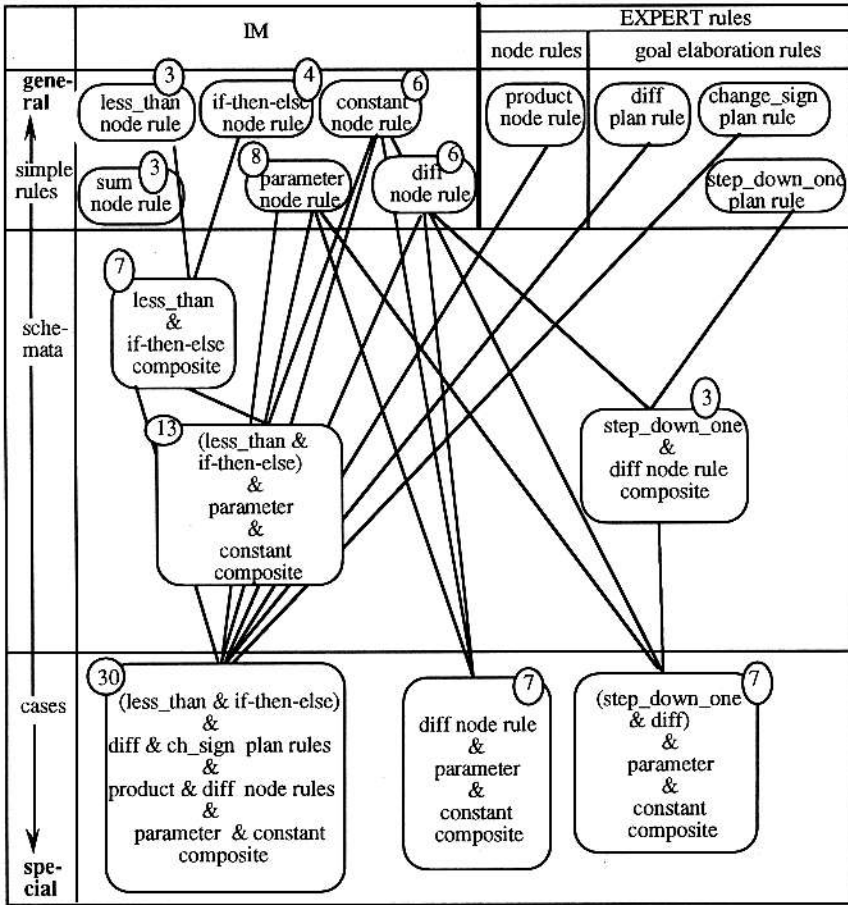 IM
EXPERT rules
node rules
goal elaboration rules
gene-
ral
simple
rules
3
less_than
node rule
4
if-then-else
node rule
6
constant
node rule
product
node rule
diff
plan rule
change_sign
plan rule
3
sum
node rule
8
parameter
node rule
6
diff
node rule
step_down_one
plan rule
sche-
mata
7
less_than
&
if-then-else
composite
13
(less_than &
if-then-else)
&
parameter
&
constant
composite
3
step_down_one
&
diff node rule
composite
cases
30
(less_than & if-then-else)
&
diff & ch_sign plan rules
&
product & diff node rules
&
parameter & constant
composite
7
diff node rule
&
parameter
&
constant
composite
7
(step_down_one
& diff)
&
parameter
&
constant
composite
spe-
cial